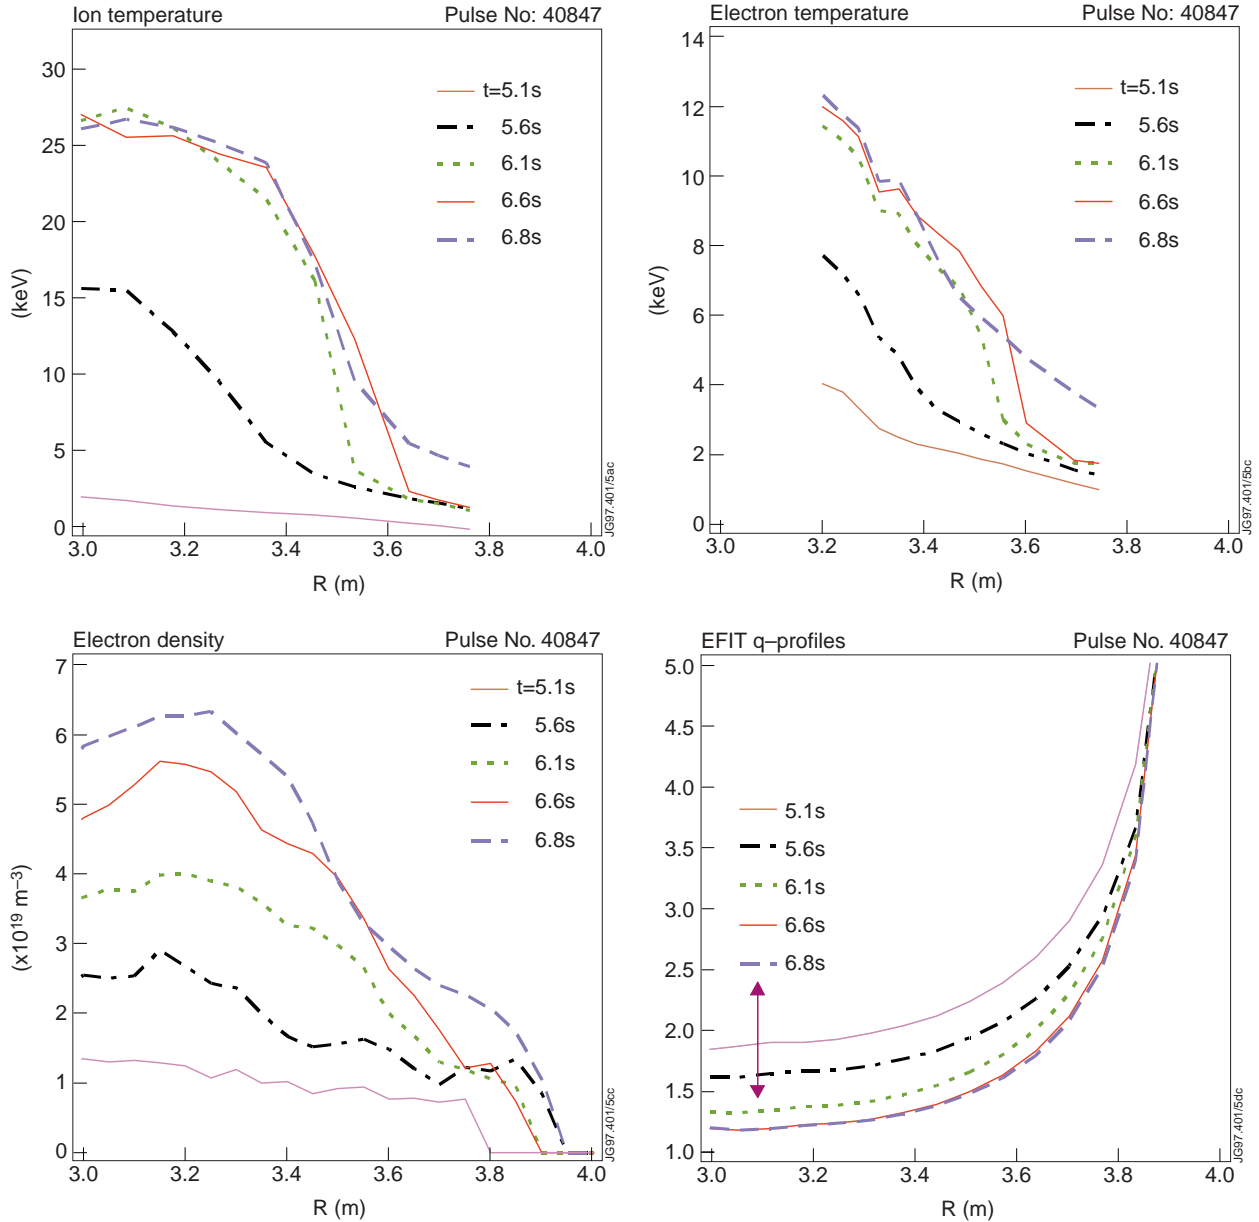 Ion temperature Pulse No: 40847
30
25
20
15
10
5
0
(keV)
t=5.1s
5.6s
6.1s
6.6s
6.8s
3.0 3.2 3.4 3.6 3.8 4.0
R (m)
JG97.401/5ac
Electron temperature Pulse No: 40847
14
12
10
8
6
4
2
0
(keV)
t=5.1s
5.6s
6.1s
6.6s
6.8s
3.0 3.2 3.4 3.6 3.8 4.0
R (m)
JG97.401/5bc
Electron density Pulse No. 40847
7
6
5
4
3
2
1
0
(x10¹⁹ m⁻³)
t=5.1s
5.6s
6.1s
6.6s
6.8s
3.0 3.2 3.4 3.6 3.8 4.0
R (m)
JG97.401/5cc
EFIT q–profiles Pulse No. 40847
5.0
4.5
4.0
3.5
3.0
2.5
2.0
1.5
1.0
5.1s
5.6s
6.1s
6.6s
6.8s
3.0 3.2 3.4 3.6 3.8 4.0
R (m)
JG97.401/5dc